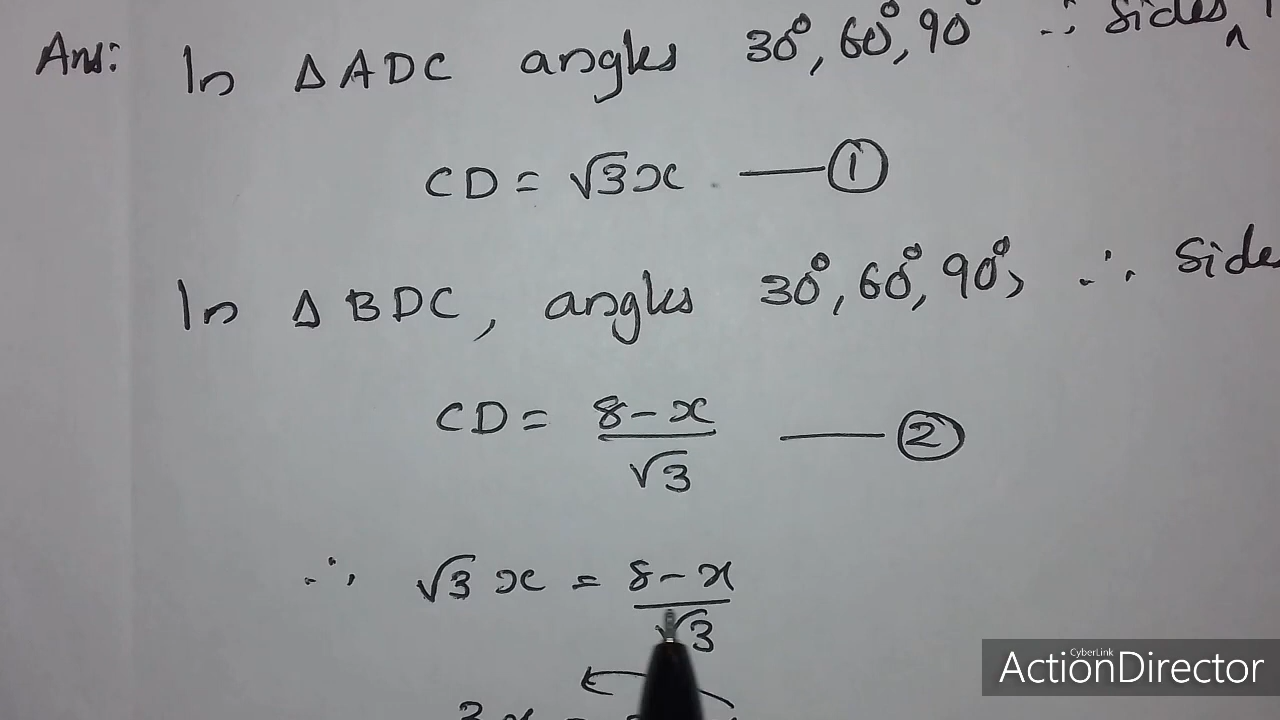 Ans: In △ADC angles 30°, 60°, 90° ∴ sides
CD = √3x —— ①
In △BDC, angles 30°, 60°, 90°, ∴ Side
CD = (8-x)/√3 —— ②
∴ √3 x = (8-x)/√3
CyberLink
ActionDirector